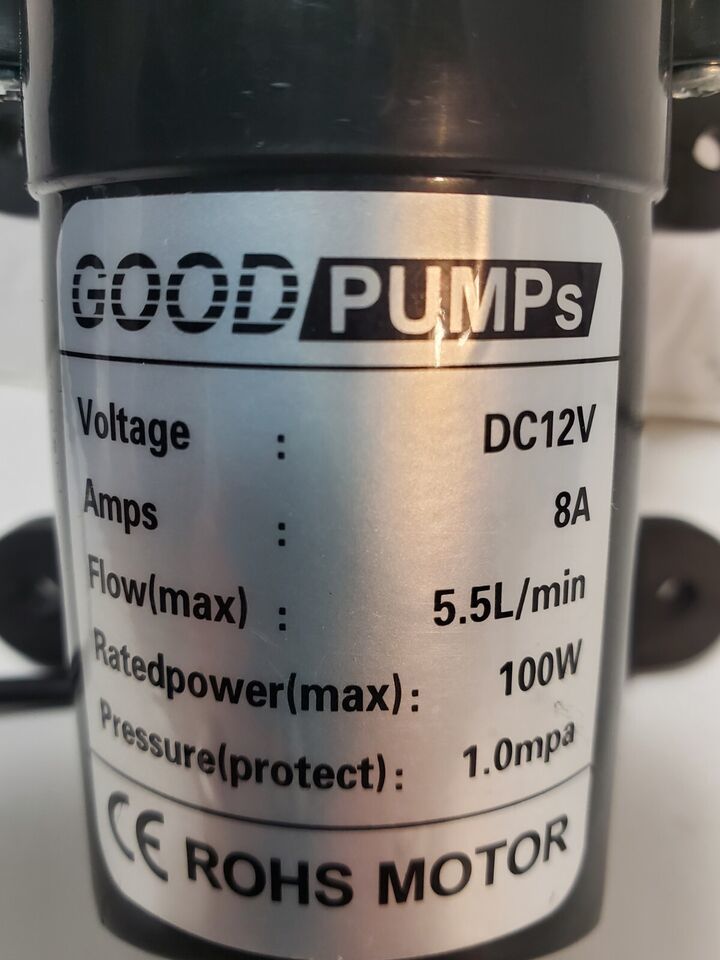 GOOD PUMPs
Voltage : DC12V
Amps : 8A
Flow(max) : 5.5L/min
Ratedpower(max): 100W
Pressure(protect): 1.0mpa
CE ROHS MOTOR